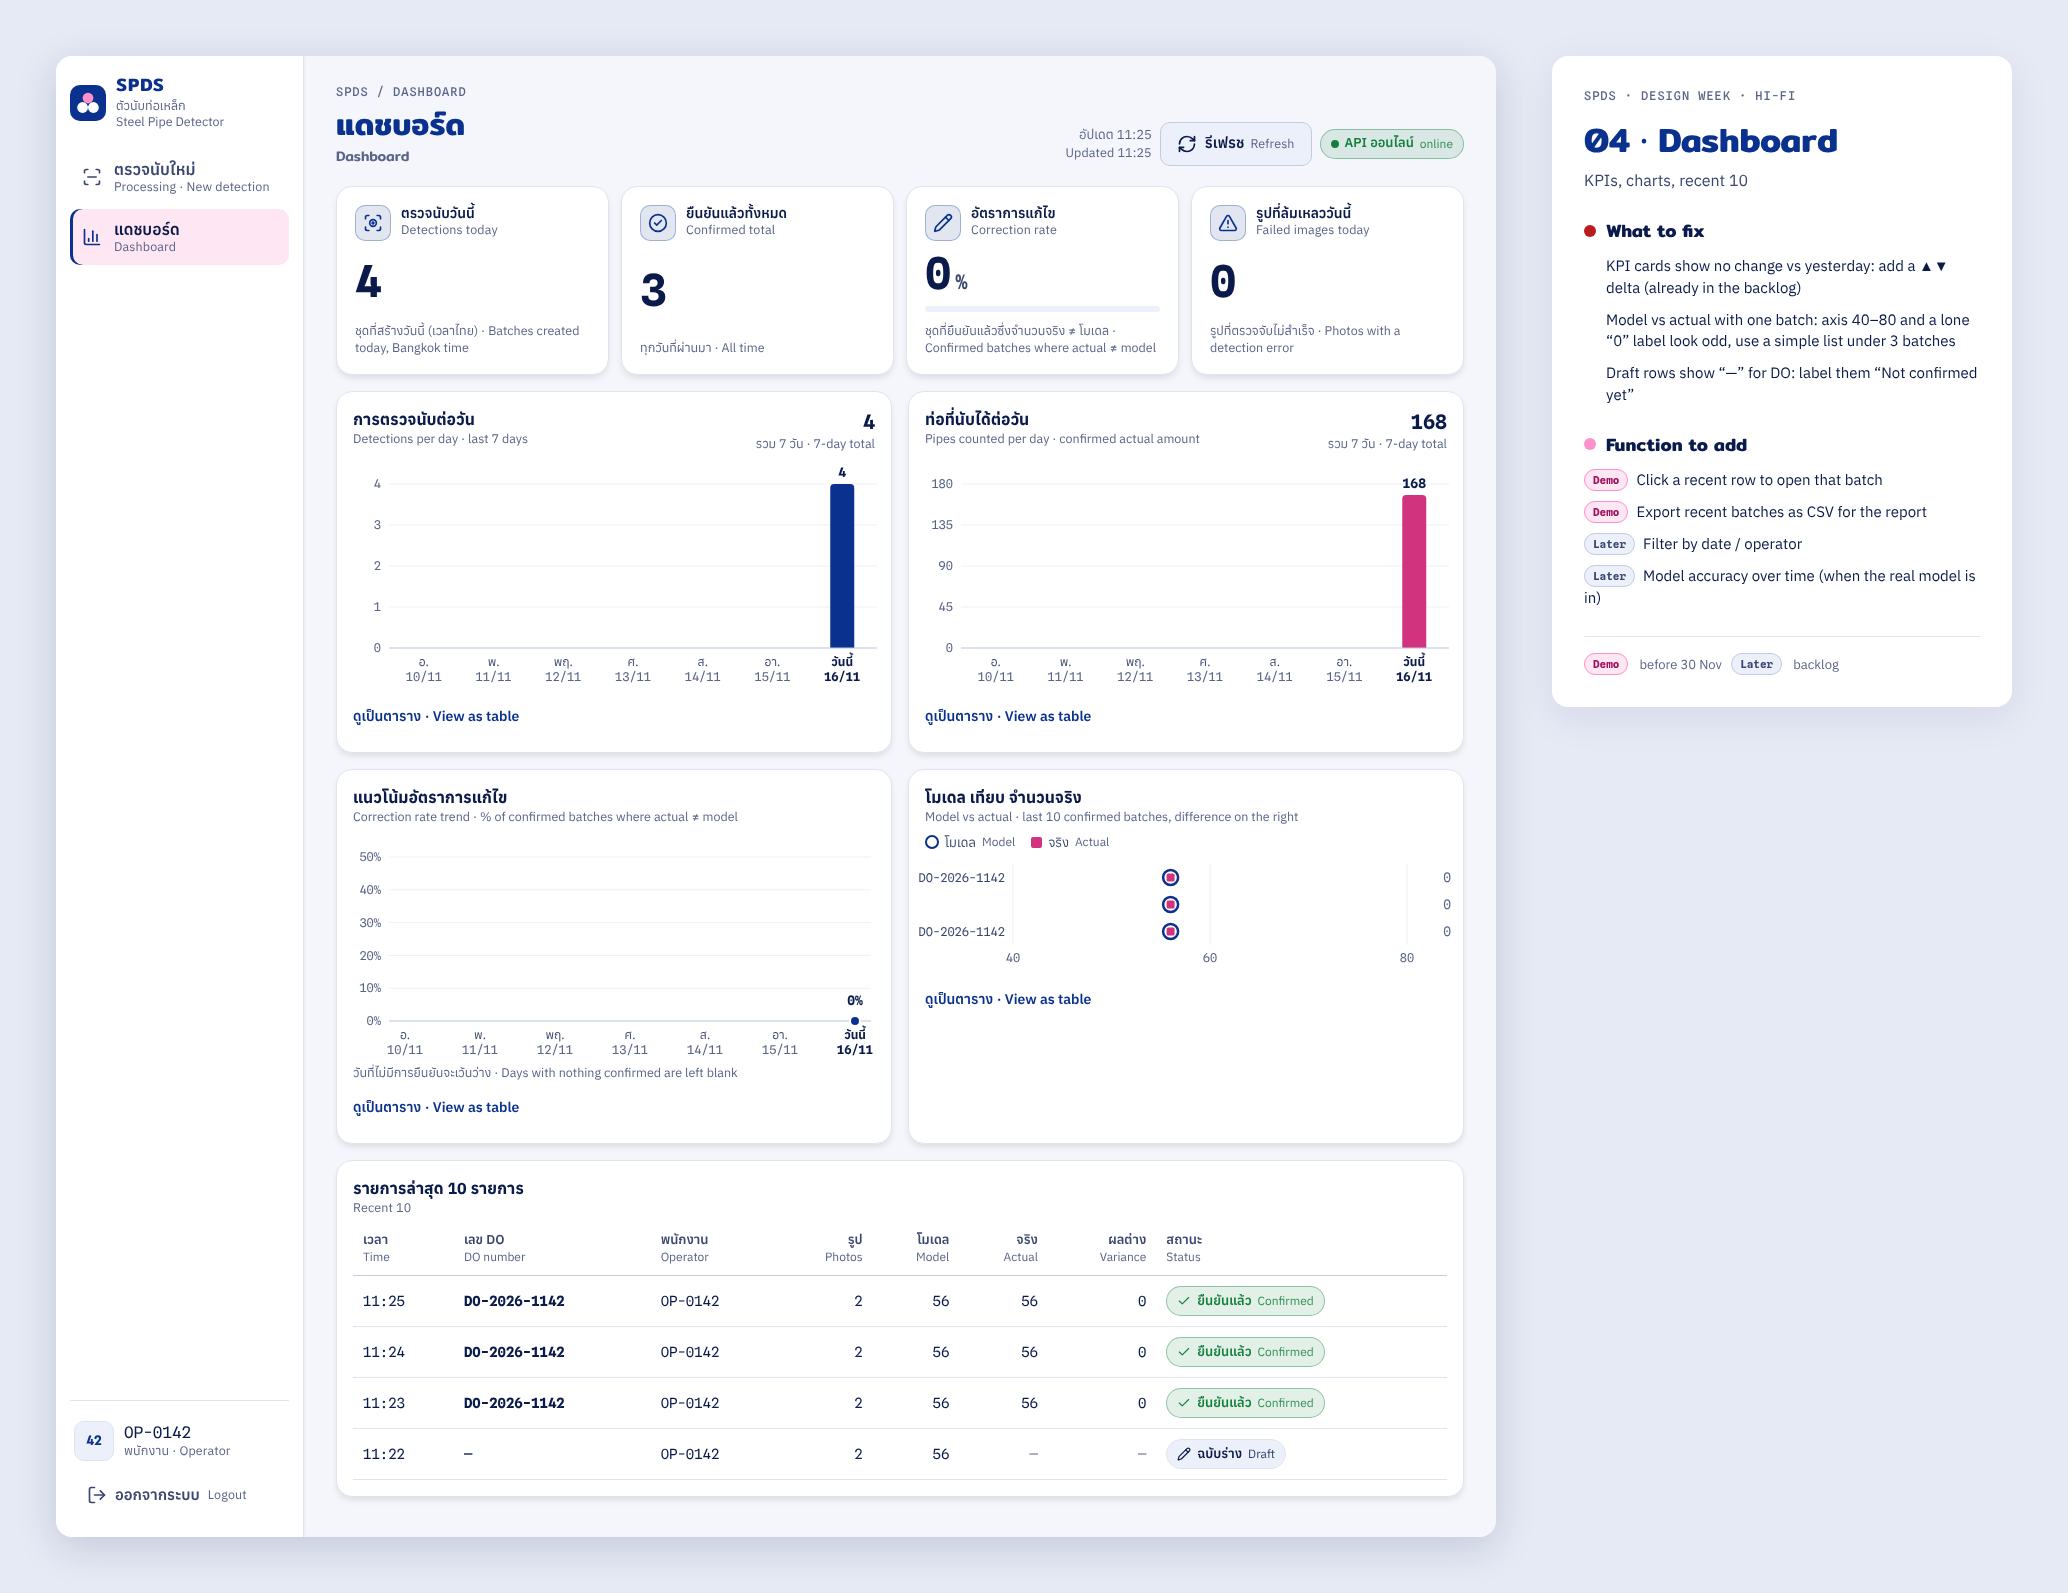 SPDS
ตัวนับท่อเหล็ก
Steel Pipe Detector
ตรวจนับใหม่
Processing · New detection
แดชบอร์ด
Dashboard
42
OP-0142
พนักงาน · Operator
ออกจากระบบ Logout
SPDS / DASHBOARD
แดชบอร์ด
Dashboard
อัปเดต 11:25
Updated 11:25
รีเฟรช Refresh
API ออนไลน์ online
ตรวจนับวันนี้
Detections today
4
ชุดที่สร้างวันนี้ (เวลาไทย) · Batches created
today, Bangkok time
ยืนยันแล้วทั้งหมด
Confirmed total
3
ทุกวันที่ผ่านมา · All time
อัตราการแก้ไข
Correction rate
0 %
ชุดที่ยืนยันแล้วซึ่งจำนวนจริง ≠ โมเดล ·
Confirmed batches where actual ≠ model
รูปที่ล้มเหลววันนี้
Failed images today
0
รูปที่ตรวจจับไม่สำเร็จ · Photos with a
detection error
การตรวจนับต่อวัน
Detections per day · last 7 days
4
รวม 7 วัน · 7-day total
4
4
3
2
1
0
อ. พ. พฤ. ศ. ส. อา. วันนี้
10/11 11/11 12/11 13/11 14/11 15/11 16/11
ดูเป็นตาราง · View as table
ท่อที่นับได้ต่อวัน
Pipes counted per day · confirmed actual amount
168
รวม 7 วัน · 7-day total
180 168
135
90
45
0
อ. พ. พฤ. ศ. ส. อา. วันนี้
10/11 11/11 12/11 13/11 14/11 15/11 16/11
ดูเป็นตาราง · View as table
แนวโน้มอัตราการแก้ไข
Correction rate trend · % of confirmed batches where actual ≠ model
50%
40%
30%
20%
10%
0%
0%
อ. พ. พฤ. ศ. ส. อา. วันนี้
10/11 11/11 12/11 13/11 14/11 15/11 16/11
วันที่ไม่มีการยืนยันจะเว้นว่าง · Days with nothing confirmed are left blank
ดูเป็นตาราง · View as table
โมเดล เทียบ จำนวนจริง
Model vs actual · last 10 confirmed batches, difference on the right
โมเดล Model จริง Actual
DO-2026-1142 0
0
DO-2026-1142 0
40 60 80
ดูเป็นตาราง · View as table
รายการล่าสุด 10 รายการ
Recent 10
เวลา เลข DO พนักงาน รูป โมเดล จริง ผลต่าง สถานะ
Time DO number Operator Photos Model Actual Variance Status
11:25 DO-2026-1142 OP-0142 2 56 56 0 ยืนยันแล้ว Confirmed
11:24 DO-2026-1142 OP-0142 2 56 56 0 ยืนยันแล้ว Confirmed
11:23 DO-2026-1142 OP-0142 2 56 56 0 ยืนยันแล้ว Confirmed
11:22 — OP-0142 2 56 — — ฉบับร่าง Draft
SPDS · DESIGN WEEK · HI-FI
04 · Dashboard
KPIs, charts, recent 10
What to fix
KPI cards show no change vs yesterday: add a ▲ ▼
delta (already in the backlog)
Model vs actual with one batch: axis 40–80 and a lone
“0” label look odd, use a simple list under 3 batches
Draft rows show “—” for DO: label them “Not confirmed
yet”
Function to add
Demo Click a recent row to open that batch
Demo Export recent batches as CSV for the report
Later Filter by date / operator
Later Model accuracy over time (when the real model is
in)
Demo before 30 Nov Later backlog